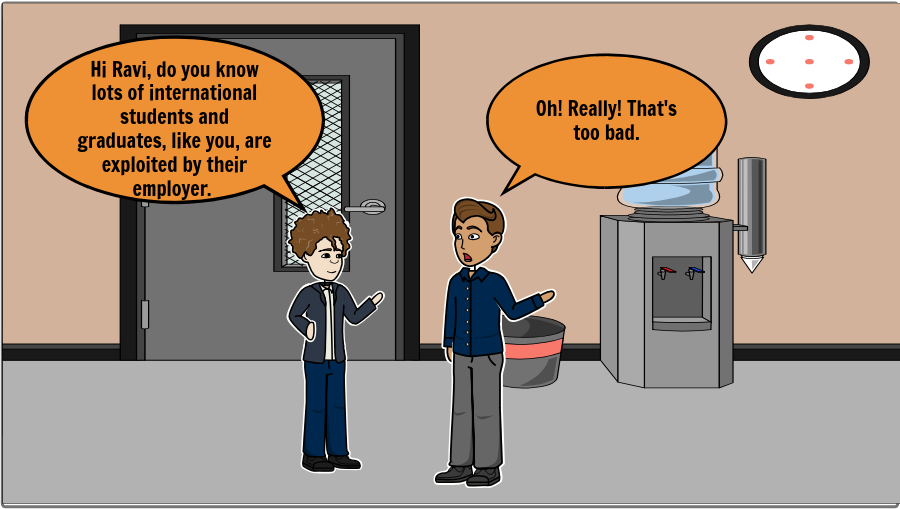 Hi Ravi, do you know
lots of international
students and
graduates, like you, are
exploited by their
employer.
Oh! Really! That's
too bad.